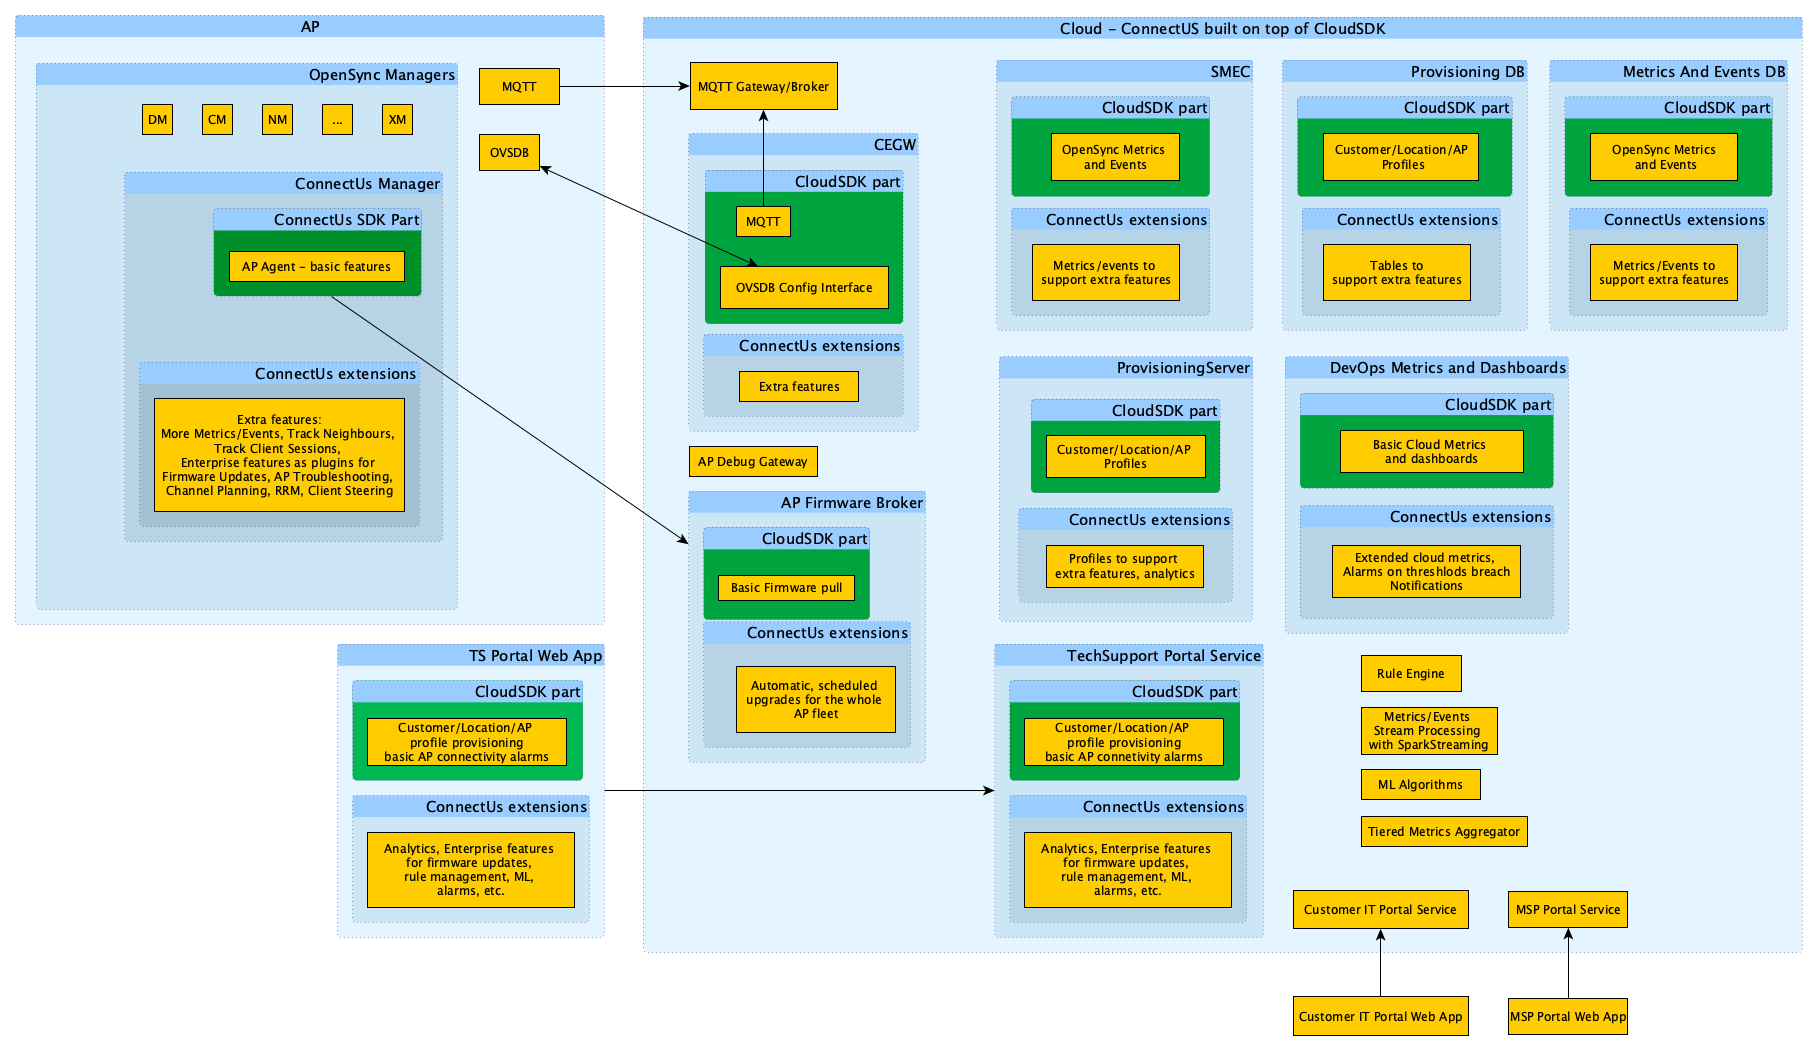 AP
OpenSync Managers
DM
CM
NM
...
XM
ConnectUs Manager
ConnectUs SDK Part
AP Agent - basic features
ConnectUs extensions
Extra features:
More Metrics/Events, Track Neighbours,
Track Client Sessions,
Enterprise features as plugins for
Firmware Updates, AP Troubleshooting,
Channel Planning, RRM, Client Steering
MQTT
OVSDB
Cloud - ConnectUS built on top of CloudSDK
MQTT Gateway/Broker
CEGW
CloudSDK part
MQTT
OVSDB Config Interface
ConnectUs extensions
Extra features
AP Debug Gateway
AP Firmware Broker
CloudSDK part
Basic Firmware pull
ConnectUs extensions
Automatic, scheduled
upgrades for the whole
AP fleet
SMEC
CloudSDK part
OpenSync Metrics
and Events
ConnectUs extensions
Metrics/events to
support extra features
Provisioning DB
CloudSDK part
Customer/Location/AP
Profiles
ConnectUs extensions
Tables to
support extra features
Metrics And Events DB
CloudSDK part
OpenSync Metrics
and Events
ConnectUs extensions
Metrics/Events to
support extra features
ProvisioningServer
CloudSDK part
Customer/Location/AP
Profiles
ConnectUs extensions
Profiles to support
extra features, analytics
DevOps Metrics and Dashboards
CloudSDK part
Basic Cloud Metrics
and dashboards
ConnectUs extensions
Extended cloud metrics,
Alarms on threshlods breach
Notifications
TS Portal Web App
CloudSDK part
Customer/Location/AP
profile provisioning
basic AP connectivity alarms
ConnectUs extensions
Analytics, Enterprise features
for firmware updates,
rule management, ML,
alarms, etc.
TechSupport Portal Service
CloudSDK part
Customer/Location/AP
profile provisioning
basic AP connetivity alarms
ConnectUs extensions
Analytics, Enterprise features
for firmware updates,
rule management, ML,
alarms, etc.
Rule Engine
Metrics/Events
Stream Processing
with SparkStreaming
ML Algorithms
Tiered Metrics Aggregator
Customer IT Portal Service
MSP Portal Service
Customer IT Portal Web App
MSP Portal Web App